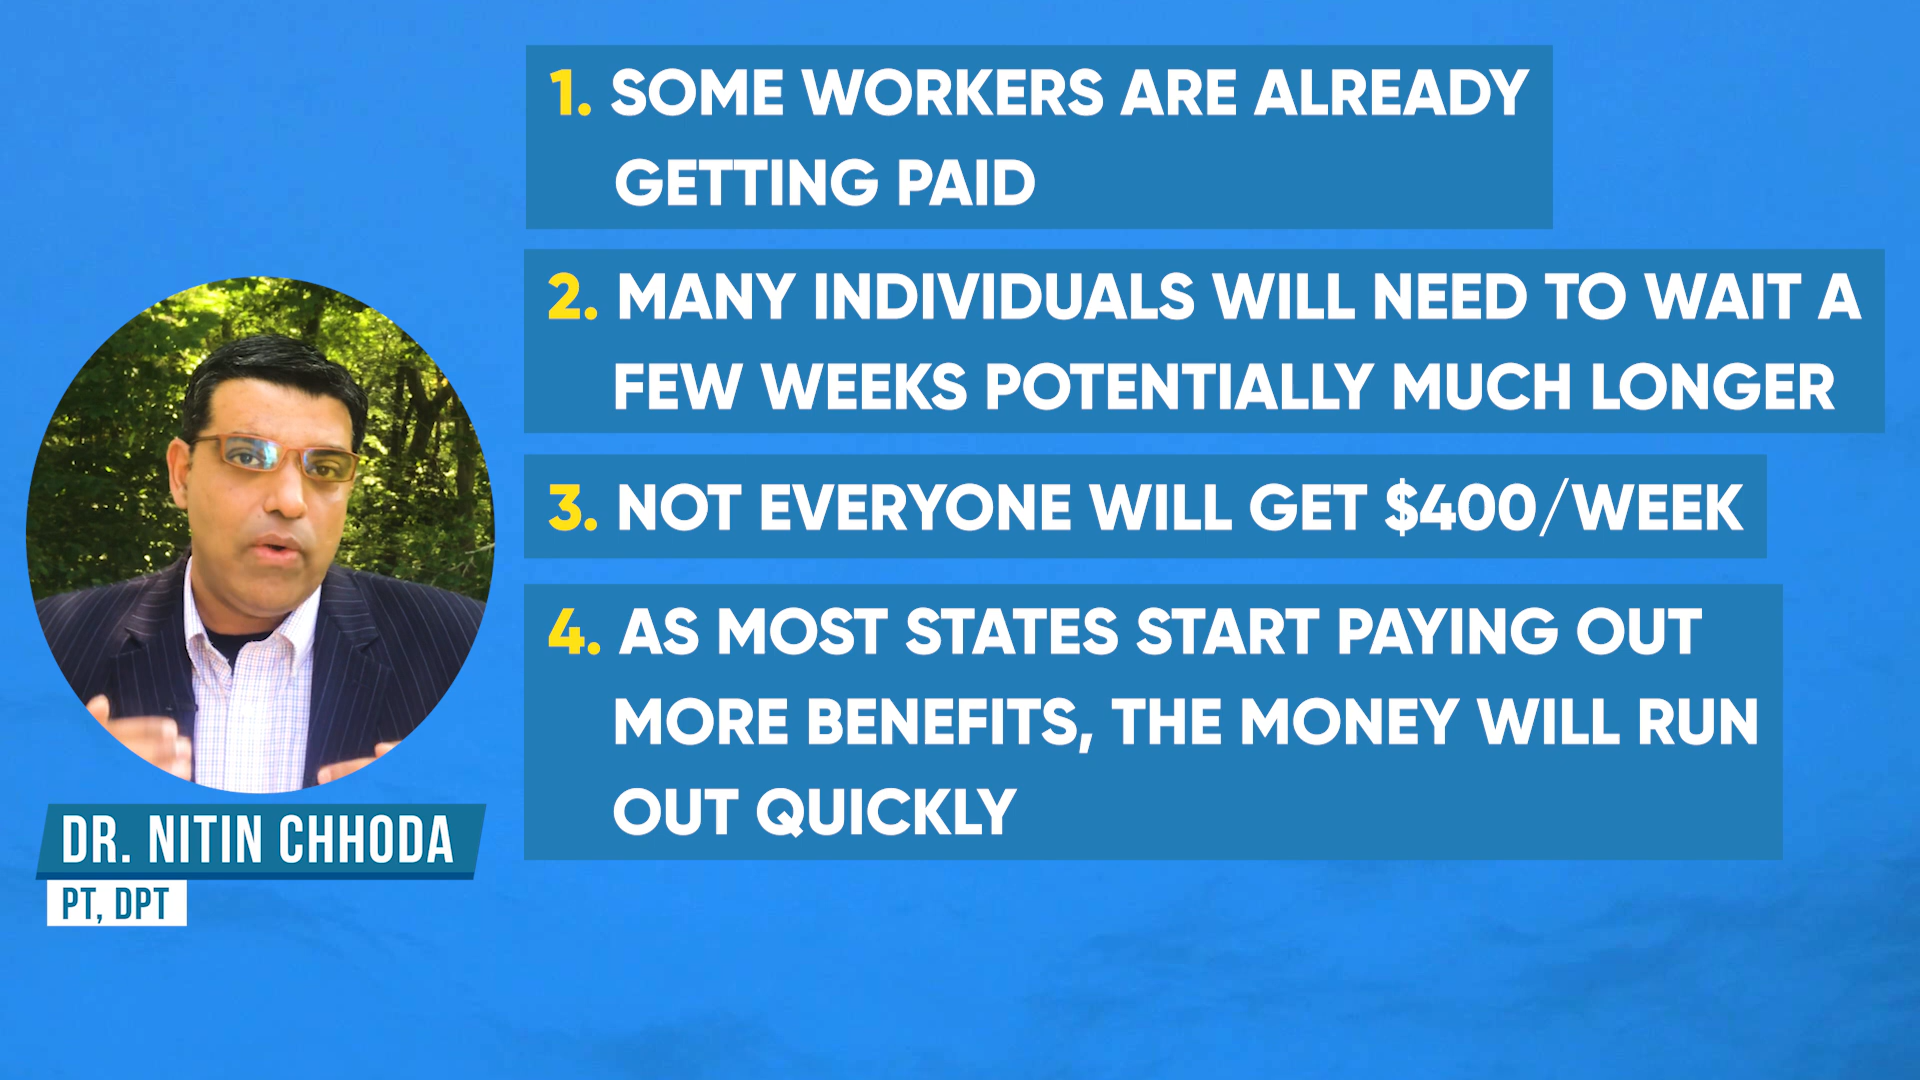 1. SOME WORKERS ARE ALREADY
GETTING PAID
2. MANY INDIVIDUALS WILL NEED TO WAIT A
FEW WEEKS POTENTIALLY MUCH LONGER
3. NOT EVERYONE WILL GET $400/WEEK
4. AS MOST STATES START PAYING OUT
MORE BENEFITS, THE MONEY WILL RUN
OUT QUICKLY
DR. NITIN CHHODA
PT, DPT